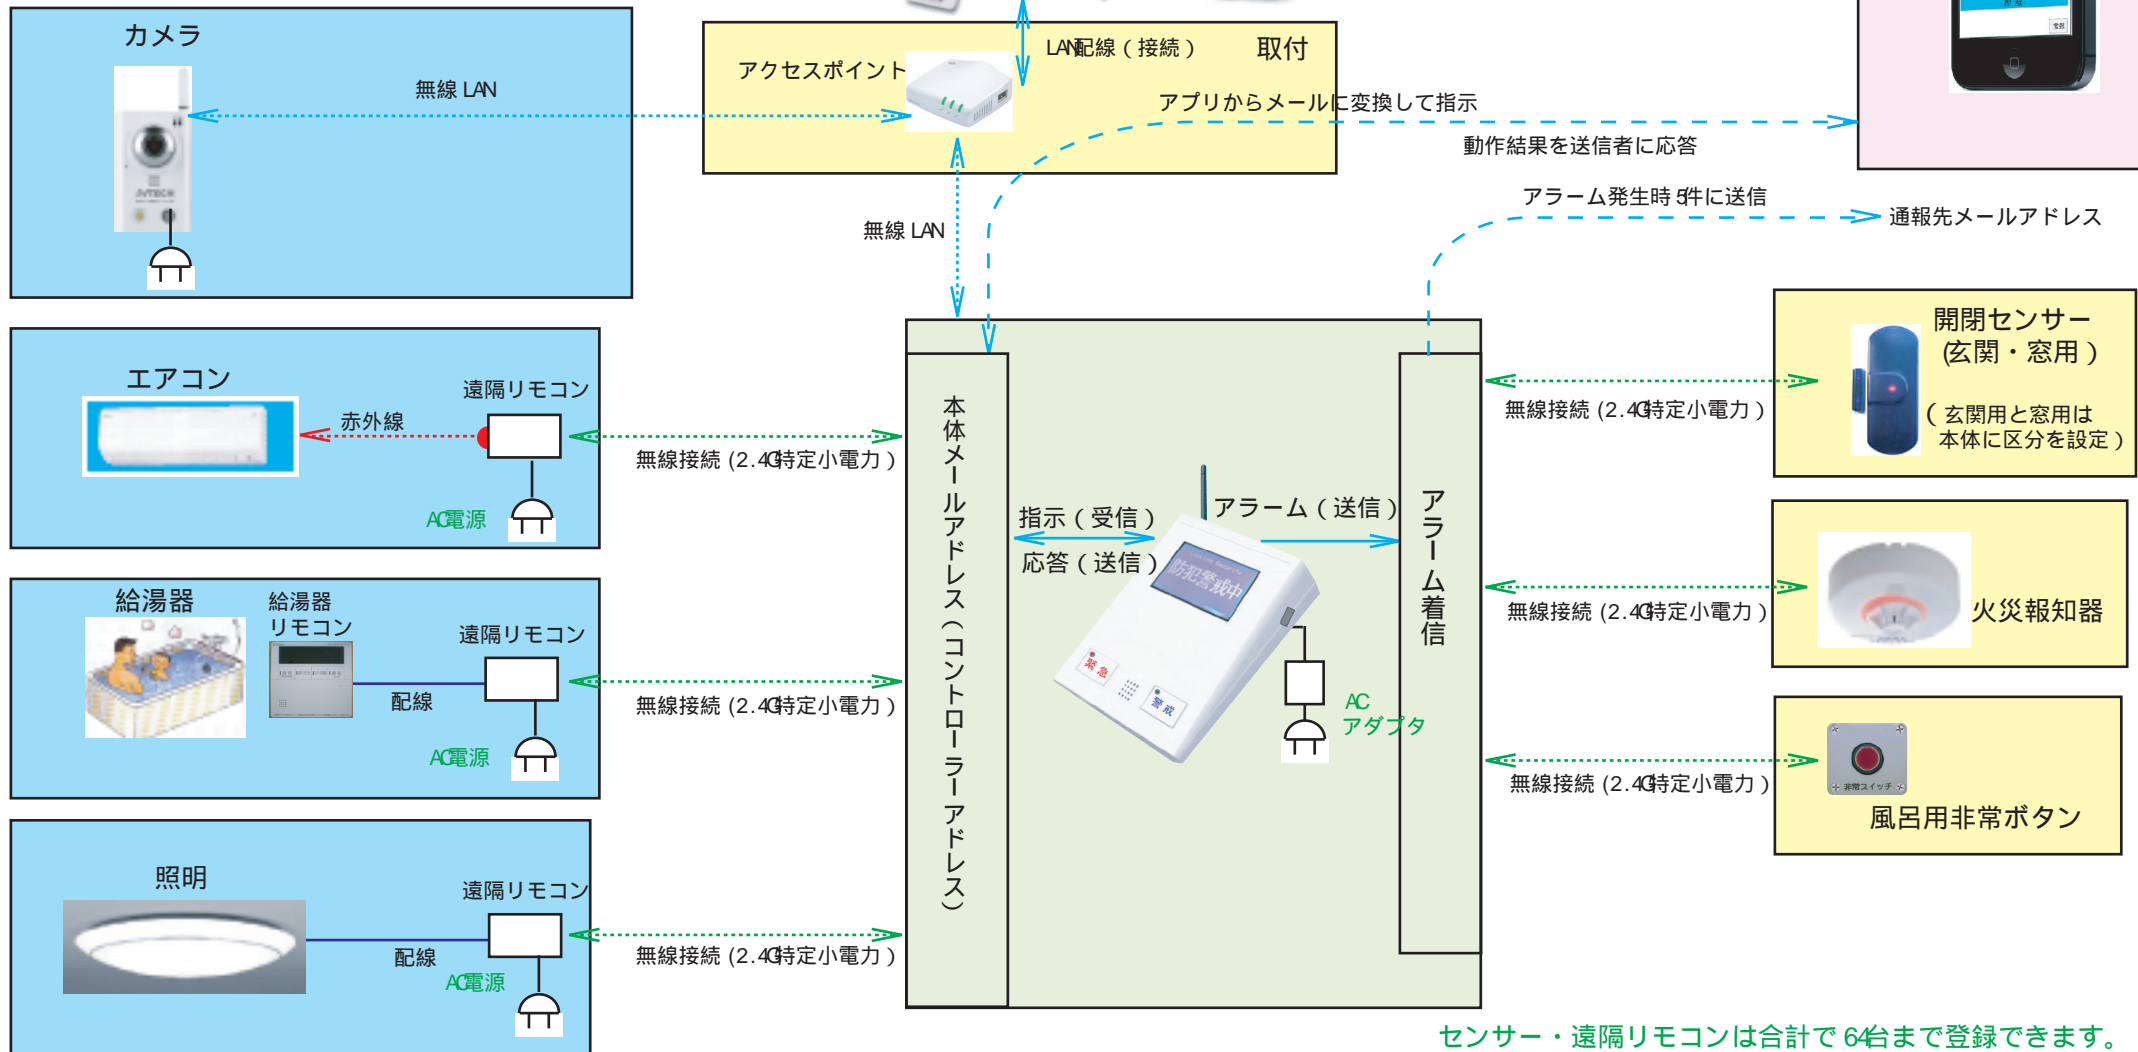 カメラ
無線 LAN
アクセスポイント
LAN配線（接続）
取付
アプリからメールに変換して指示
動作結果を送信者に応答
アラーム発生時 5件に送信
通報先メールアドレス
無線 LAN
エアコン
赤外線
遠隔リモコン
AC電源
無線接続 (2.4G特定小電力）
給湯器
給湯器
リモコン
配線
遠隔リモコン
AC電源
無線接続 (2.4G特定小電力）
照明
配線
遠隔リモコン
AC電源
無線接続 (2.4G特定小電力）
本体メールアドレス（コントローラーアドレス）
指示（受信）
応答（送信）
防犯警戒中
緊急
警戒
アラーム（送信）
AC
アダプタ
アラーム着信
無線接続 (2.4G特定小電力）
開閉センサー
(玄関・窓用）
（玄関用と窓用は
本体に区分を設定）
無線接続 (2.4G特定小電力）
火災報知器
無線接続 (2.4G特定小電力）
非常スイッチ
風呂用非常ボタン
センサー・遠隔リモコンは合計で 64台まで登録できます。